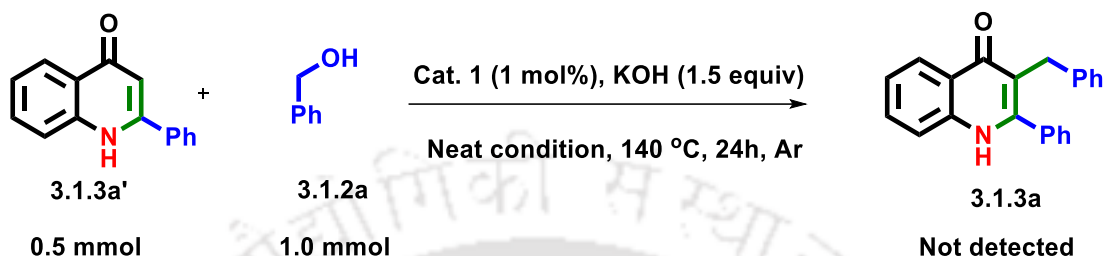 O
N
H
Ph
3.1.3a'
0.5 mmol
+
OH
Ph
3.1.2a
1.0 mmol
Cat. 1 (1 mol%), KOH (1.5 equiv)
Neat condition, 140 °C, 24h, Ar
O
Ph
N
H
Ph
3.1.3a
Not detected